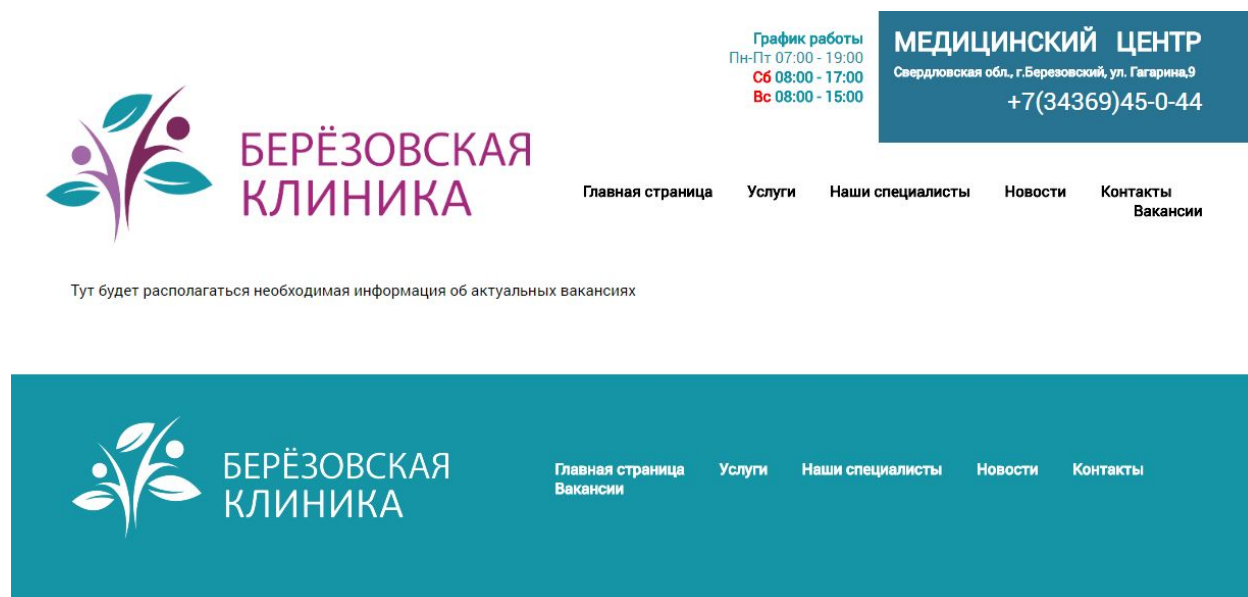 График работы
Пн-Пт 07:00 - 19:00
Сб 08:00 - 17:00
Вс 08:00 - 15:00
МЕДИЦИНСКИЙ ЦЕНТР
Свердловская обл., г.Березовский, ул. Гагарина,9
+7(34369)45-0-44
БЕРЁЗОВСКАЯ
КЛИНИКА
Главная страница Услуги Наши специалисты Новости Контакты
Вакансии
Тут будет располагаться необходимая информация об актуальных вакансиях
БЕРЁЗОВСКАЯ
КЛИНИКА
Главная страница Услуги Наши специалисты Новости Контакты
Вакансии